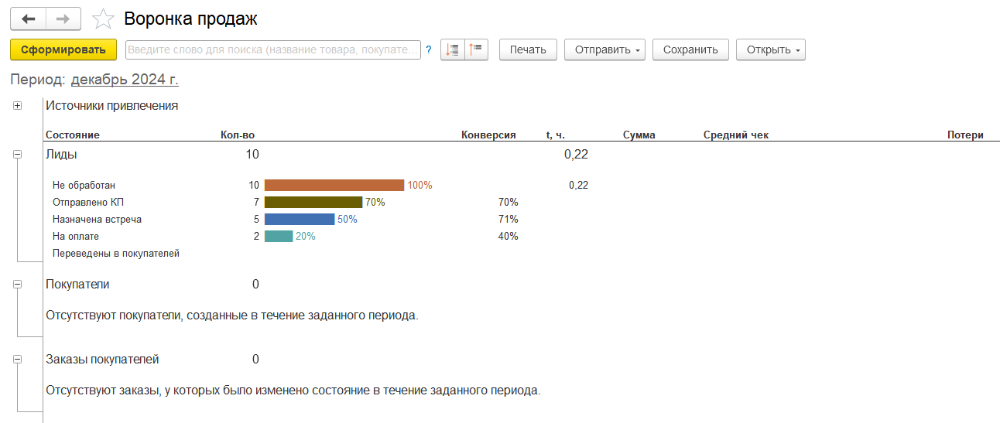 Воронка продаж
Сформировать Введите слово для поиска (название товара, покупате... ? Печать Отправить Сохранить Открыть
Период: декабрь 2024 г.
Источники привлечения
Состояние Кол-во Конверсия t, ч. Сумма Средний чек Потери
Лиды 10 0,22
Не обработан 10 100% 0,22
Отправлено КП 7 70% 70%
Назначена встреча 5 50% 71%
На оплате 2 20% 40%
Переведены в покупателей
Покупатели 0
Отсутствуют покупатели, созданные в течение заданного периода.
Заказы покупателей 0
Отсутствуют заказы, у которых было изменено состояние в течение заданного периода.